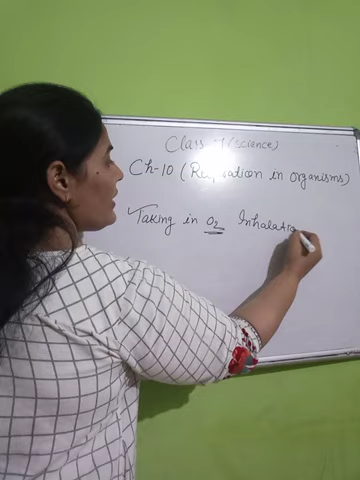 Class (science)
Ch-10 (Respiration in organisms)
Taking in O2 Inhalatio